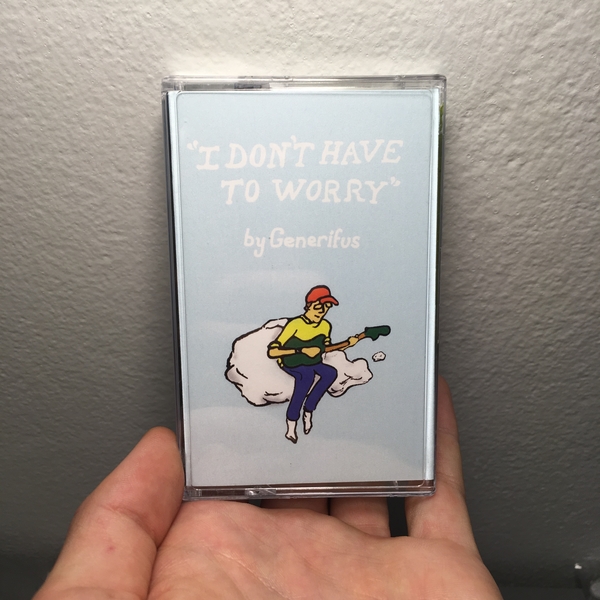 "I DON'T HAVE
TO WORRY"
by Generifus